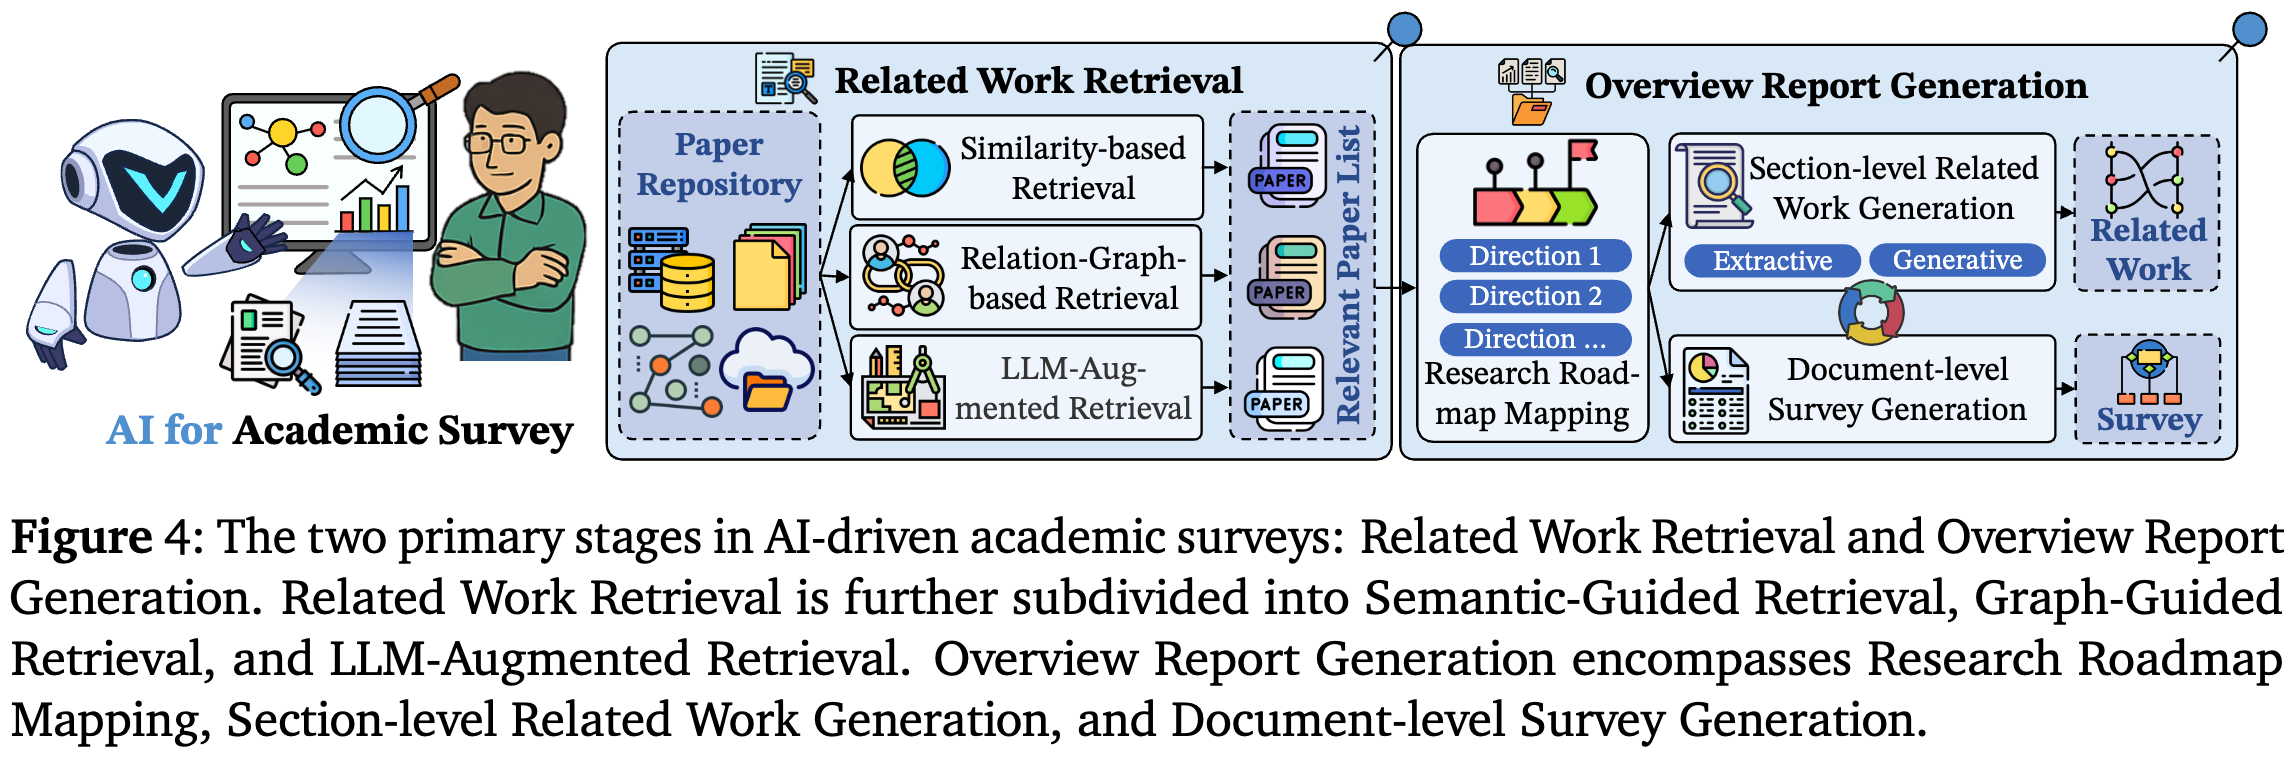 AI for Academic Survey
Related Work Retrieval
Paper
Repository
Similarity-based
Retrieval
Relation-Graph-
based Retrieval
LLM-Aug-
mented Retrieval
PAPER
PAPER
PAPER
Relevant Paper List
Overview Report Generation
Direction 1
Direction 2
Direction ...
Research Road-
map Mapping
Section-level Related
Work Generation
Extractive
Generative
Document-level
Survey Generation
Related
Work
Survey
Figure 4: The two primary stages in AI-driven academic surveys: Related Work Retrieval and Overview Report
Generation. Related Work Retrieval is further subdivided into Semantic-Guided Retrieval, Graph-Guided
Retrieval, and LLM-Augmented Retrieval. Overview Report Generation encompasses Research Roadmap
Mapping, Section-level Related Work Generation, and Document-level Survey Generation.